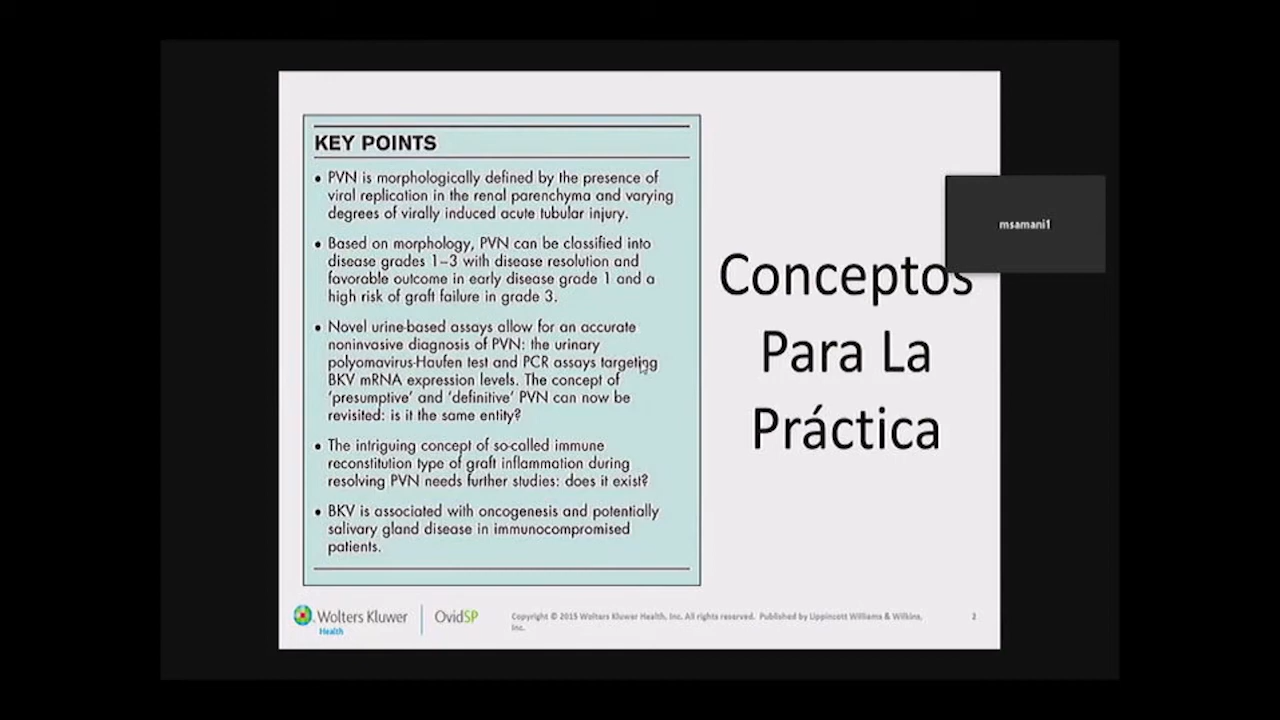 KEY POINTS
• PVN is morphologically defined by the presence of
viral replication in the renal parenchyma and varying
degrees of virally induced acute tubular injury.
• Based on morphology, PVN can be classified into
disease grades 1–3 with disease resolution and
favorable outcome in early disease grade 1 and a
high risk of graft failure in grade 3.
• Novel urine-based assays allow for an accurate
noninvasive diagnosis of PVN: the urinary
polyomavirus-Haufen test and PCR assays targeting
BKV mRNA expression levels. The concept of
‘presumptive’ and ‘definitive’ PVN can now be
revisited: is it the same entity?
• The intriguing concept of so-called immune
reconstitution type of graft inflammation during
resolving PVN needs further studies: does it exist?
• BKV is associated with oncogenesis and potentially
salivary gland disease in immunocompromised
patients.
msamani1
Conceptos
Para La
Práctica
Wolters Kluwer
Health
OvidSP
Copyright © 2015 Wolters Kluwer Health, Inc. All rights reserved. Published by Lippincott Williams & Wilkins,
Inc.
2